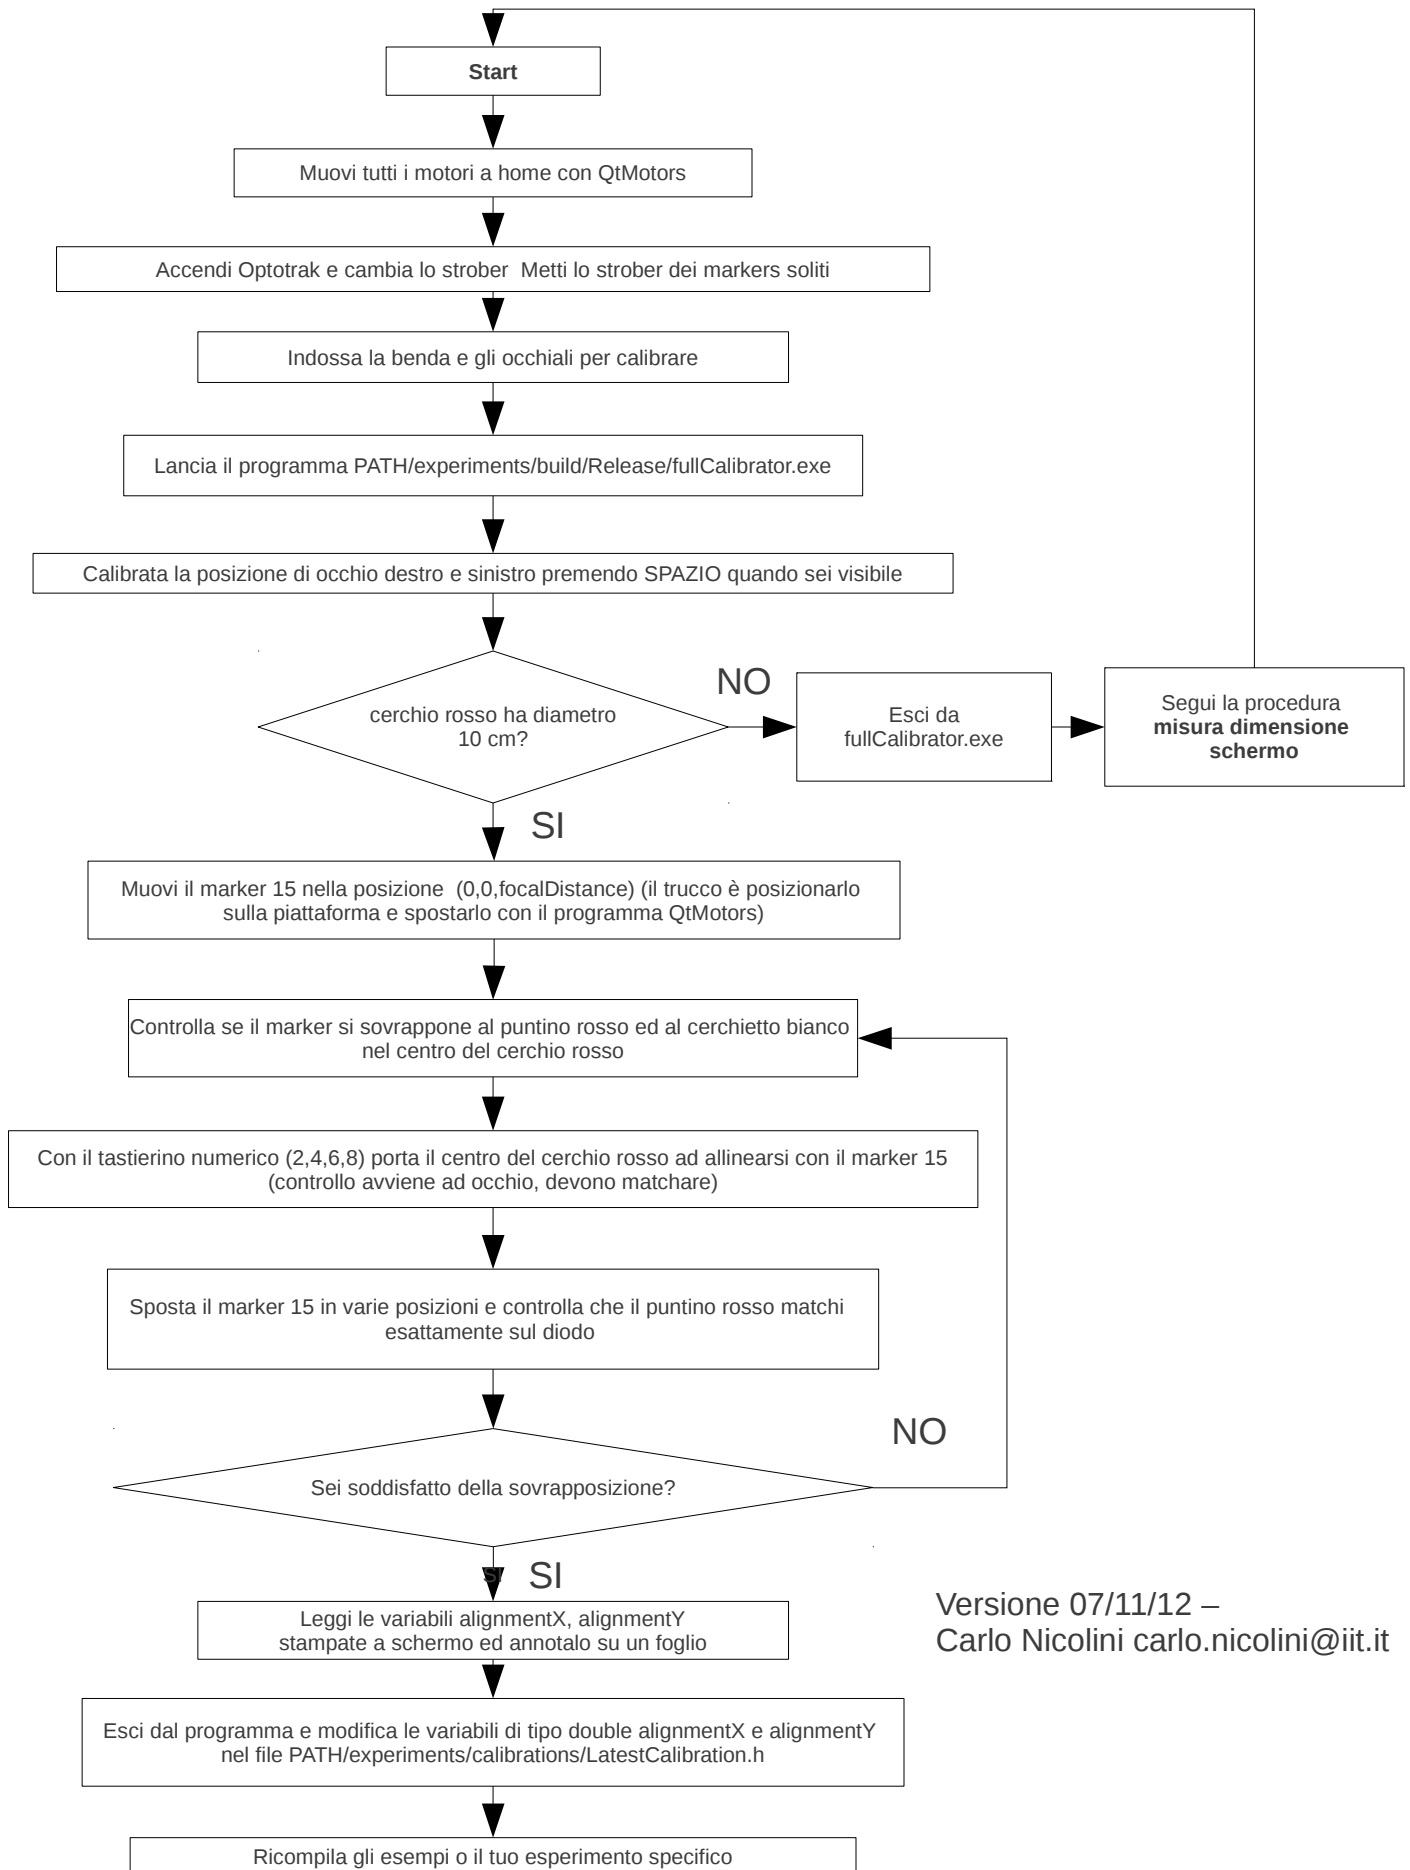 Start
Muovi tutti i motori a home con QtMotors
Accendi Optotrak e cambia lo strober  Metti lo strober dei markers soliti
Indossa la benda e gli occhiali per calibrare
Lancia il programma PATH/experiments/build/Release/fullCalibrator.exe
Calibrata la posizione di occhio destro e sinistro premendo SPAZIO quando sei visibile
cerchio rosso ha diametro
10 cm?
NO
Esci da
fullCalibrator.exe
Segui la procedura
misura dimensione
schermo
SI
Muovi il marker 15 nella posizione  (0,0,focalDistance) (il trucco è posizionarlo
sulla piattaforma e spostarlo con il programma QtMotors)
Controlla se il marker si sovrappone al puntino rosso ed al cerchietto bianco
nel centro del cerchio rosso
Con il tastierino numerico (2,4,6,8) porta il centro del cerchio rosso ad allinearsi con il marker 15
(controllo avviene ad occhio, devono matchare)
Sposta il marker 15 in varie posizioni e controlla che il puntino rosso matchi
esattamente sul diodo
NO
Sei soddisfatto della sovrapposizione?
SI
SI
Leggi le variabili alignmentX, alignmentY
stampate a schermo ed annotalo su un foglio
Versione 07/11/12 –
Carlo Nicolini carlo.nicolini@iit.it
Esci dal programma e modifica le variabili di tipo double alignmentX e alignmentY
nel file PATH/experiments/calibrations/LatestCalibration.h
Ricompila gli esempi o il tuo esperimento specifico